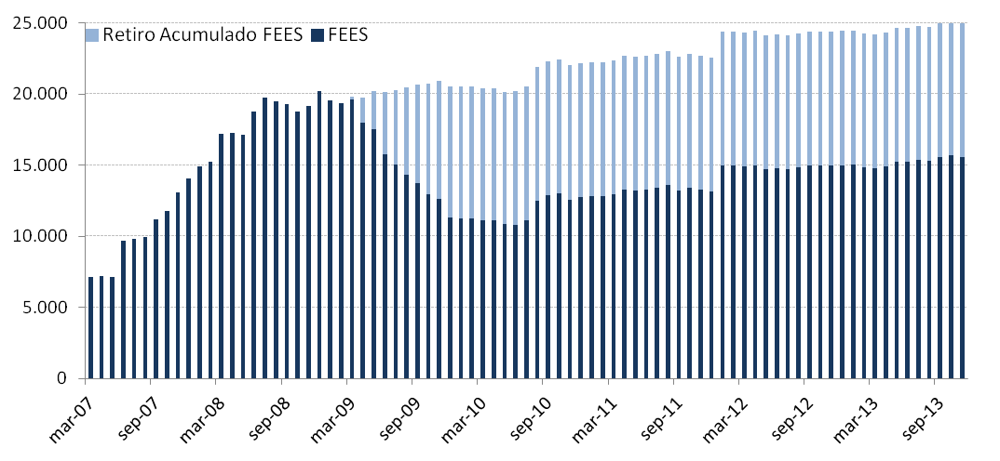 25.000
Retiro Acumulado FEES FEES
20.000
15.000
10.000
5.000
0
mar-07
sep-07
mar-08
sep-08
mar-09
sep-09
mar-10
sep-10
mar-11
sep-11
mar-12
sep-12
mar-13
sep-13